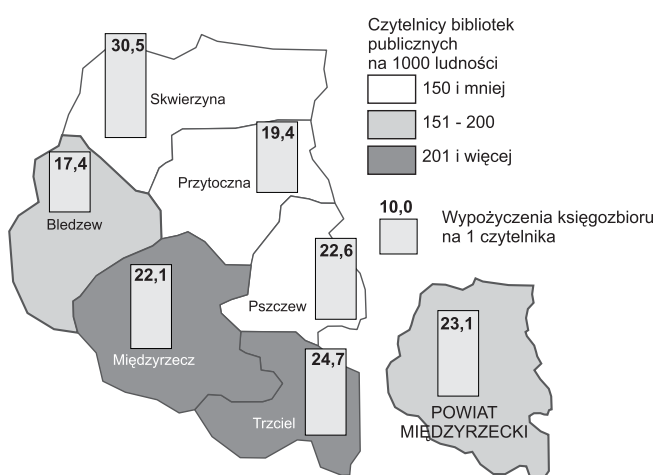 30,5
Skwierzyna
19,4
Przytoczna
17,4
Bledzew
22,6
Pszczew
22,1
Międzyrzecz
24,7
Trzciel
Czytelnicy bibliotek
publicznych
na 1000 ludności
150 i mniej
151 - 200
201 i więcej
10,0
Wypożyczenia księgozbioru
na 1 czytelnika
23,1
POWIAT
MIĘDZYRZECKI